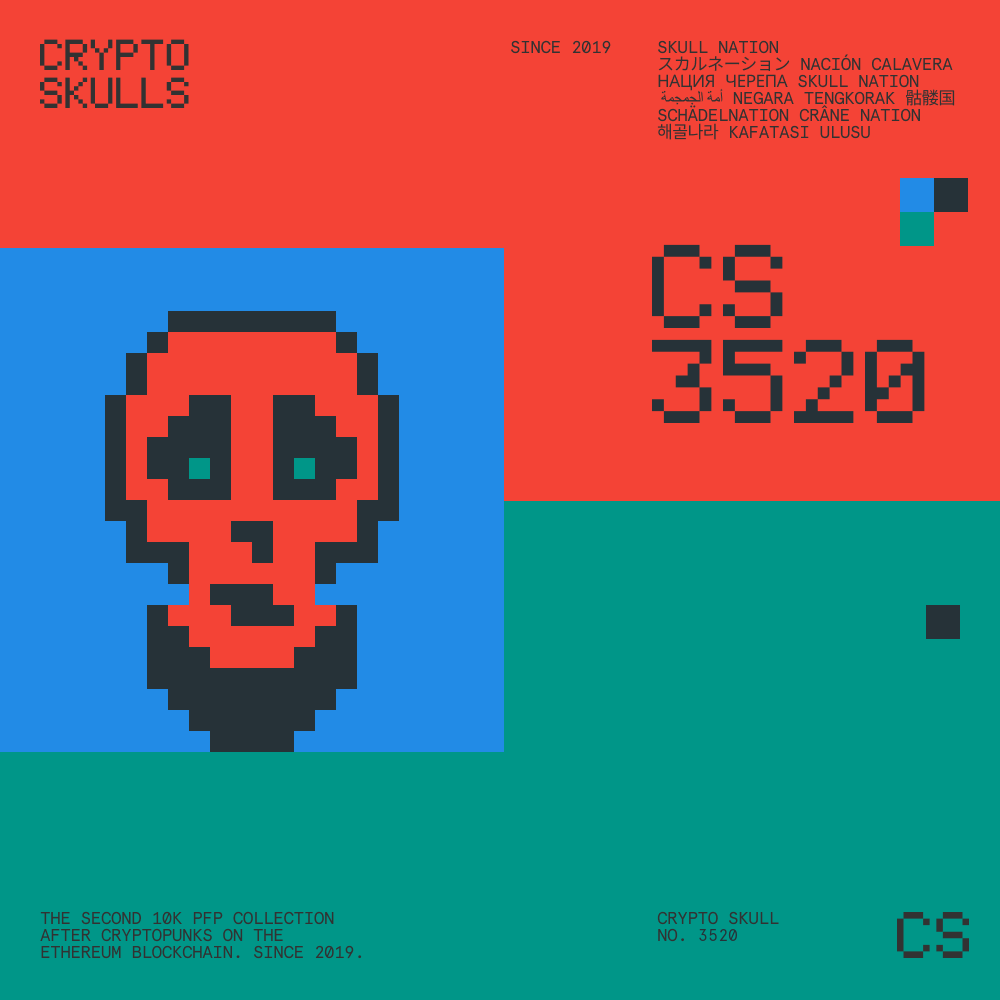 CRYPTO
SKULLS
SINCE 2019
SKULL NATION
スカルネーション NACIÓN CALAVERA
НАЦИЯ ЧЕРЕПА SKULL NATION
أمة الجمجمة NEGARA TENGKORAK 骷髅国
SCHÄDELNATION CRÂNE NATION
해골나라 KAFATASI ULUSU
CS
3520
THE SECOND 10K PFP COLLECTION
AFTER CRYPTOPUNKS ON THE
ETHEREUM BLOCKCHAIN. SINCE 2019.
CRYPTO SKULL
NO. 3520
CS